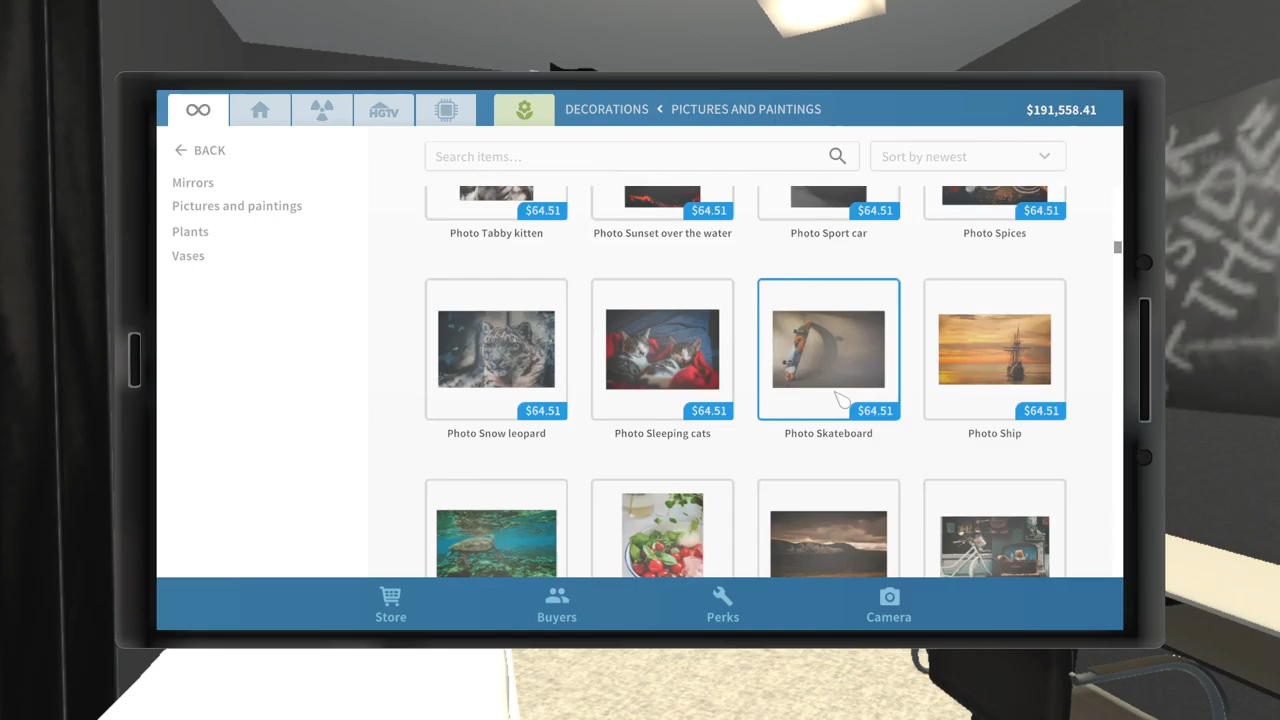 HGTV
DECORATIONS < PICTURES AND PAINTINGS
$191,558.41
BACK
Mirrors
Pictures and paintings
Plants
Vases
Search items...
Sort by newest
$64.51 $64.51 $64.51 $64.51
Photo Tabby kitten Photo Sunset over the water Photo Sport car Photo Spices
$64.51 $64.51 $64.51 $64.51
Photo Snow leopard Photo Sleeping cats Photo Skateboard Photo Ship
Store Buyers Perks Camera
THE